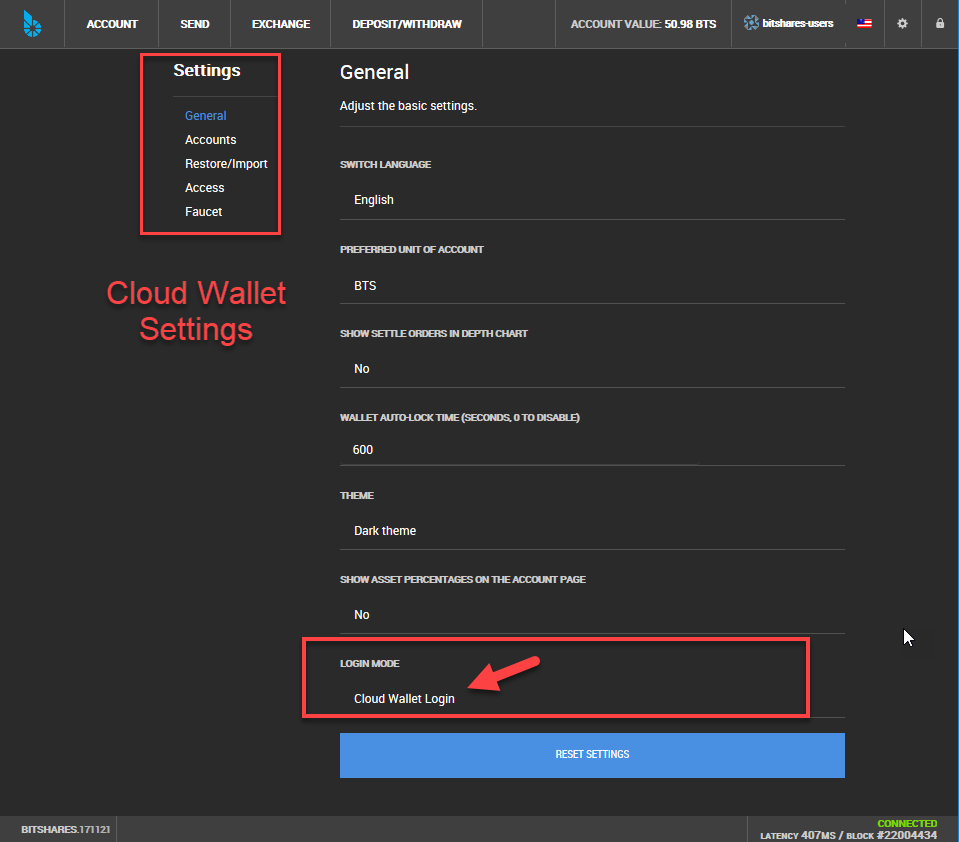 ACCOUNT SEND EXCHANGE DEPOSIT/WITHDRAW ACCOUNT VALUE: 50.98 BTS bitshares-users
Settings
General
Accounts
Restore/Import
Access
Faucet
Cloud Wallet
Settings
General
Adjust the basic settings.
SWITCH LANGUAGE
English
PREFERRED UNIT OF ACCOUNT
BTS
SHOW SETTLE ORDERS IN DEPTH CHART
No
WALLET AUTO-LOCK TIME (SECONDS, 0 TO DISABLE)
600
THEME
Dark theme
SHOW ASSET PERCENTAGES ON THE ACCOUNT PAGE
No
LOGIN MODE
Cloud Wallet Login
RESET SETTINGS
BITSHARES.171121
CONNECTED
LATENCY 407MS / BLOCK #22004434